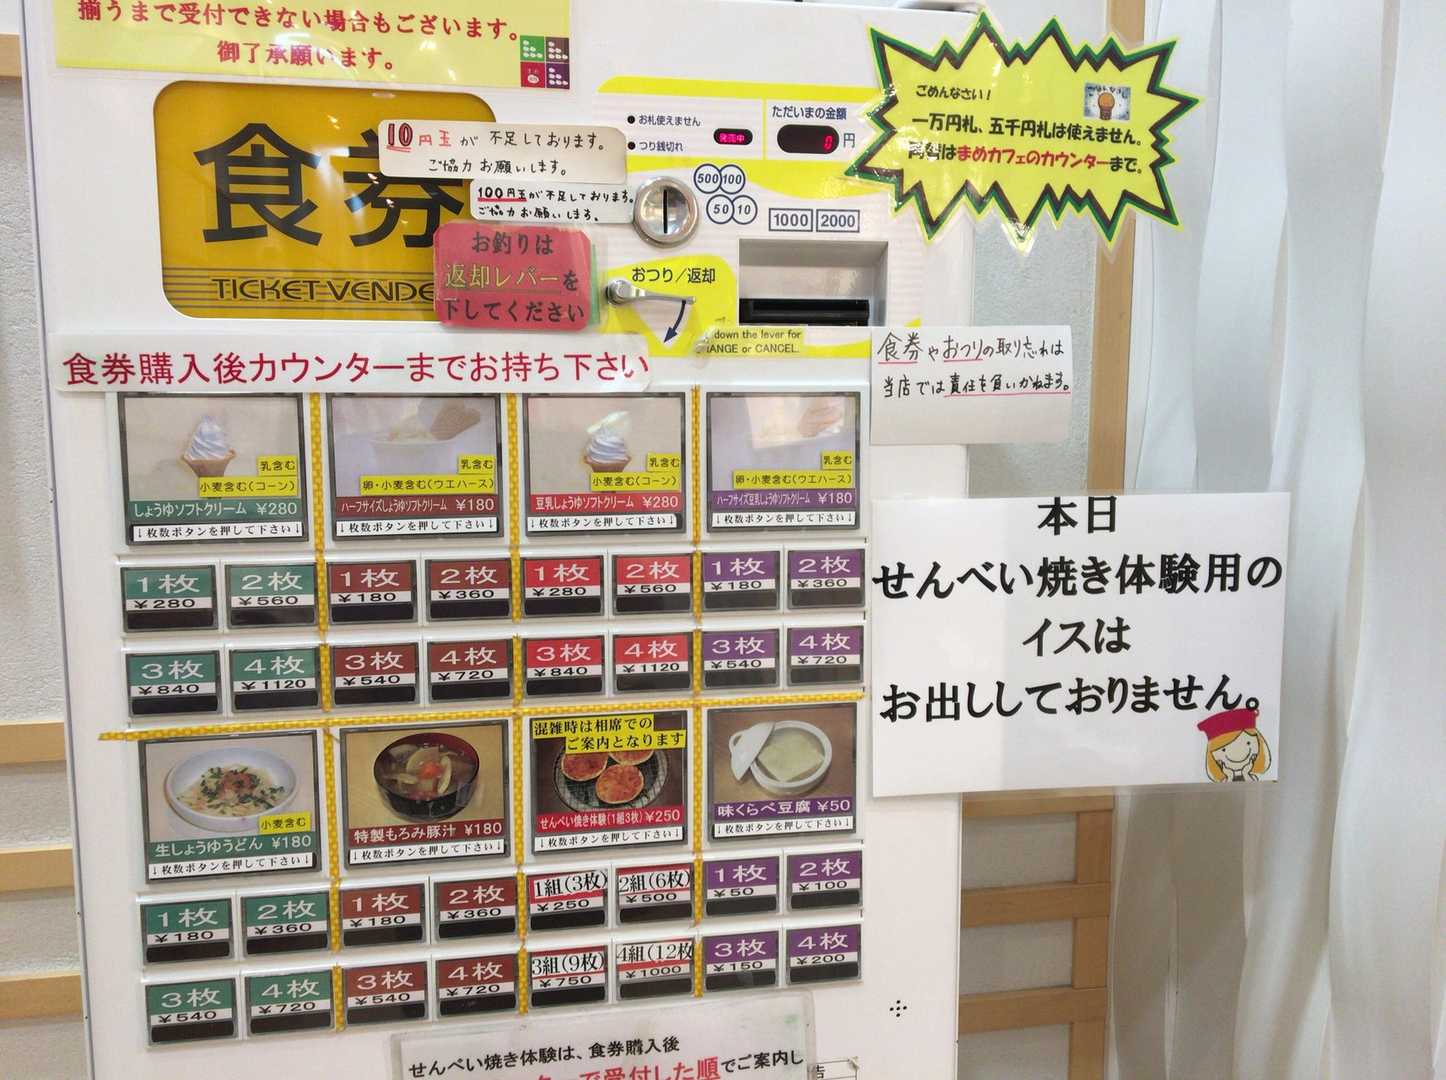 揃うまで受付できない場合もございます。
御了承願います。
食券
TICKET VENDE
10円玉が不足しております。
ご協力お願いします。
100円玉が不足しております。
ご協力お願いします。
お釣りは
返却レバーを
下してください
お札使えません
つり銭切れ
発売中
ただいまの金額
0円
500 100
50 10
1000 2000
おつり／返却
down the lever for
CHANGE or CANCEL.
ごめんなさい！
一万円札、五千円札は使えません。
両替はまめカフェのカウンターまで。
食券やおつりの取り忘れは
当店では責任を負いかねます。
食券購入後カウンターまでお持ち下さい
乳含む
小麦含む(コーン)
しょうゆソフトクリーム ¥280
↓枚数ボタンを押して下さい↓
乳含む
卵・小麦含む(ウエハース)
ハーフサイズしょうゆソフトクリーム ¥180
↓枚数ボタンを押して下さい↓
乳含む
小麦含む(コーン)
豆乳しょうゆソフトクリーム ¥280
↓枚数ボタンを押して下さい↓
乳含む
卵・小麦含む(ウエハース)
ハーフサイズ豆乳しょうゆソフトクリーム ¥180
↓枚数ボタンを押して下さい↓
1枚 2枚 1枚 2枚 1枚 2枚 1枚 2枚
¥280 ¥560 ¥180 ¥360 ¥280 ¥560 ¥180 ¥360
3枚 4枚 3枚 4枚 3枚 4枚 3枚 4枚
¥840 ¥1120 ¥540 ¥720 ¥840 ¥1120 ¥540 ¥720
本日
せんべい焼き体験用の
イスは
お出ししておりません。
小麦含む
生しょうゆうどん ¥180
↓枚数ボタンを押して下さい↓
特製もろみ豚汁 ¥180
↓枚数ボタンを押して下さい↓
混雑時は相席での
ご案内となります
せんべい焼き体験(1組3枚) ¥250
↓枚数ボタンを押して下さい↓
味くらべ豆腐 ¥50
↓枚数ボタンを押して下さい↓
1枚 2枚 1枚 2枚 1組(3枚) 2組(6枚) 1枚 2枚
¥180 ¥360 ¥180 ¥360 ¥250 ¥500 ¥50 ¥100
3枚 4枚 3枚 4枚 3組(9枚) 4組(12枚 3枚 4枚
¥540 ¥720 ¥540 ¥720 ¥750 ¥1000 ¥150 ¥200
せんべい焼き体験は、食券購入後
で受付した順でご案内し
告